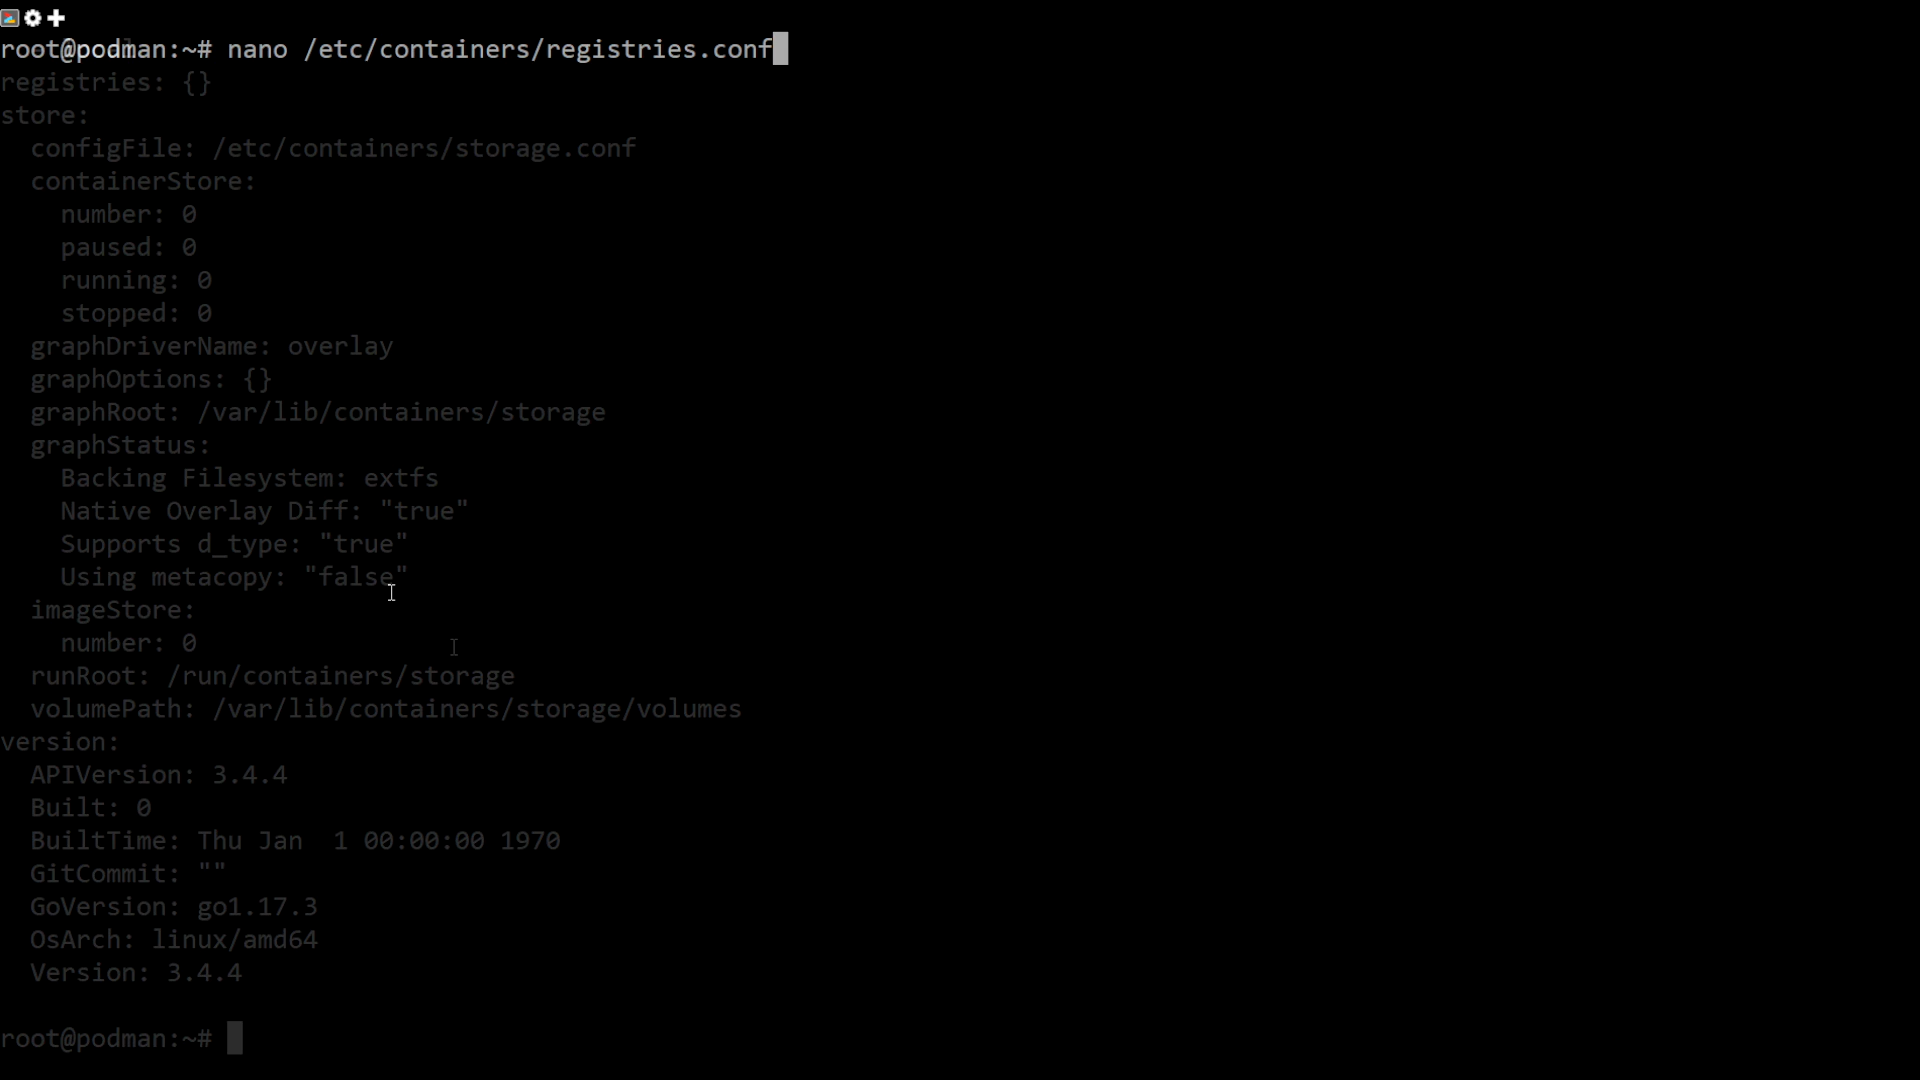 root@podman:~# nano /etc/containers/registries.conf
registries: {}
store:
  configFile: /etc/containers/storage.conf
  containerStore:
    number: 0
    paused: 0
    running: 0
    stopped: 0
  graphDriverName: overlay
  graphOptions: {}
  graphRoot: /var/lib/containers/storage
  graphStatus:
    Backing Filesystem: extfs
    Native Overlay Diff: "true"
    Supports d_type: "true"
    Using metacopy: "false"
  imageStore:
    number: 0
  runRoot: /run/containers/storage
  volumePath: /var/lib/containers/storage/volumes
version:
  APIVersion: 3.4.4
  Built: 0
  BuiltTime: Thu Jan  1 00:00:00 1970
  GitCommit: ""
  GoVersion: go1.17.3
  OsArch: linux/amd64
  Version: 3.4.4
root@podman:~#